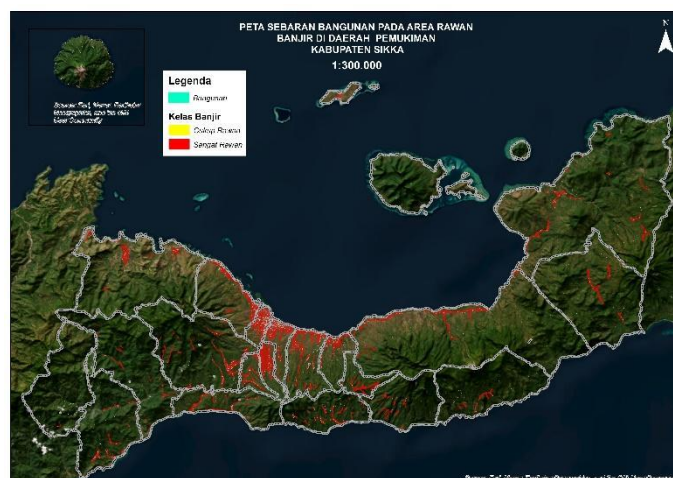 PETA SEBARAN BANGUNAN PADA AREA RAWAN
BANJIR DI DAERAH PEMUKIMAN
KABUPATEN SIKKA
1:300.000
N
Legenda
Bangunan
Kelas Banjir
Cukup Rawan
Sangat Rawan